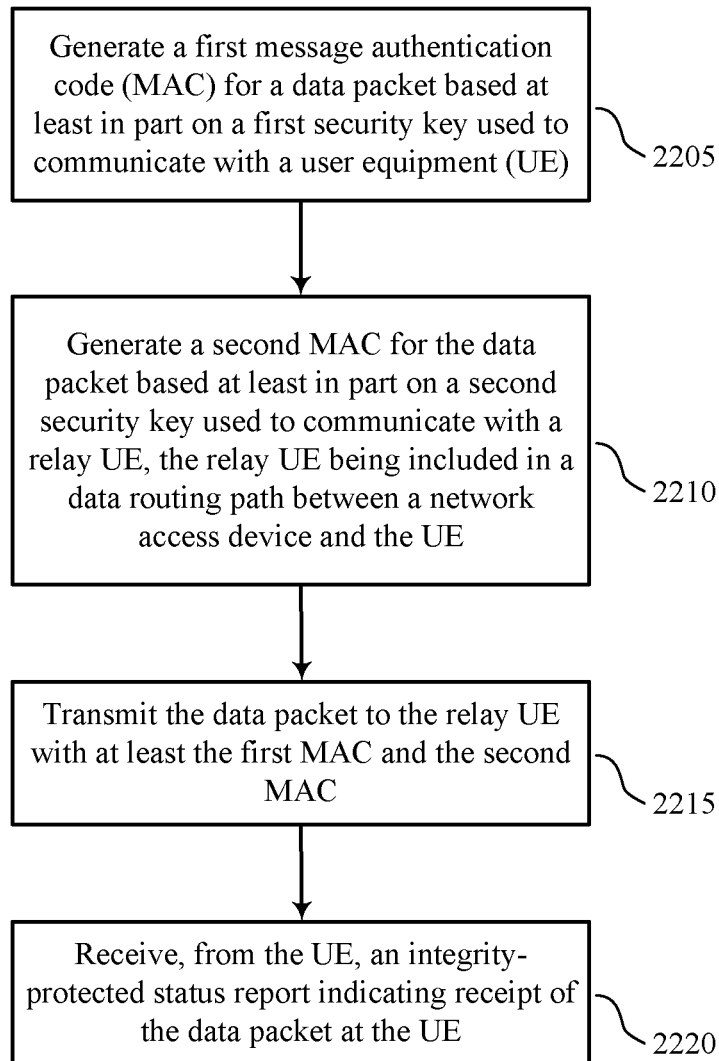 Generate a first message authentication
code (MAC) for a data packet based at
least in part on a first security key used to
communicate with a user equipment (UE)
2205
Generate a second MAC for the data
packet based at least in part on a second
security key used to communicate with a
relay UE, the relay UE being included in a
data routing path between a network
access device and the UE
2210
Transmit the data packet to the relay UE
with at least the first MAC and the second
MAC
2215
Receive, from the UE, an integrity-
protected status report indicating receipt of
the data packet at the UE
2220